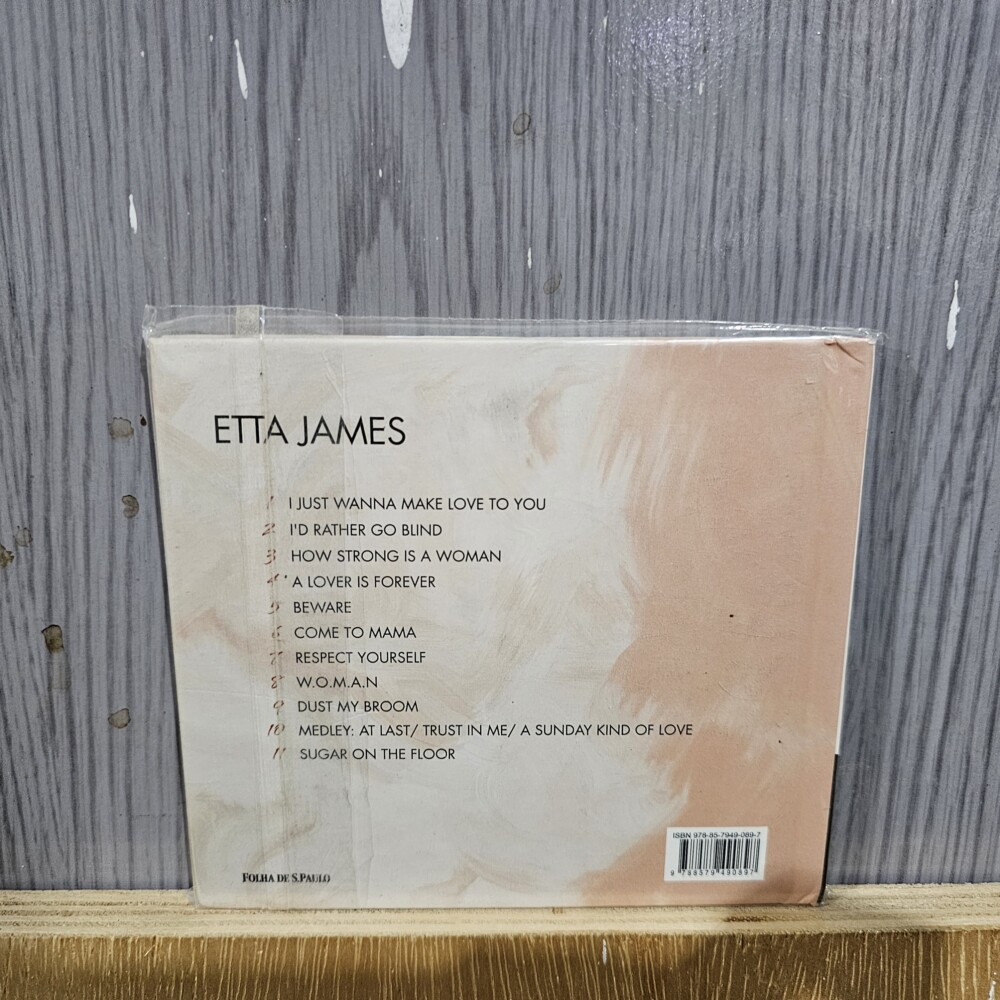 ETTA JAMES
1 I JUST WANNA MAKE LOVE TO YOU
2 I'D RATHER GO BLIND
3 HOW STRONG IS A WOMAN
4 A LOVER IS FOREVER
5 BEWARE
6 COME TO MAMA
7 RESPECT YOURSELF
8 W.O.M.A.N
9 DUST MY BROOM
10 MEDLEY: AT LAST/ TRUST IN ME/ A SUNDAY KIND OF LOVE
11 SUGAR ON THE FLOOR
FOLHA DE S.PAULO
ISBN 978-85-7949-089-7
9 788579 490897